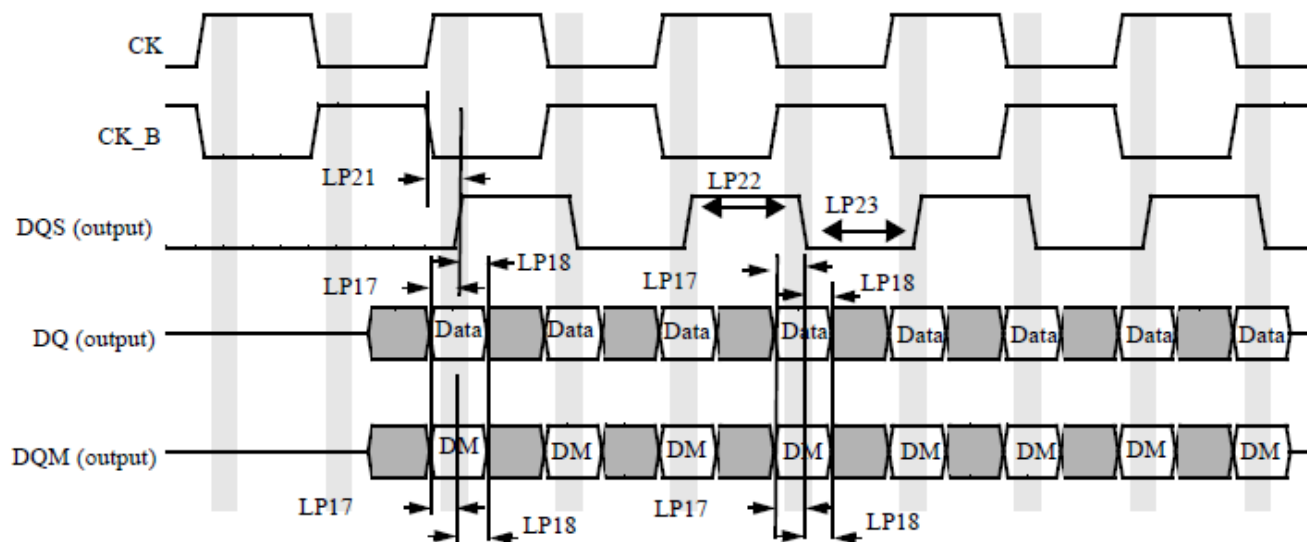 CK
CK_B
LP21
LP22
DQS (output)
LP23
LP18
LP17
LP17
LP18
DQ (output)
Data Data Data Data Data Data Data Data
DQM (output)
DM DM DM DM DM DM DM DM
LP17
LP18
LP17
LP18